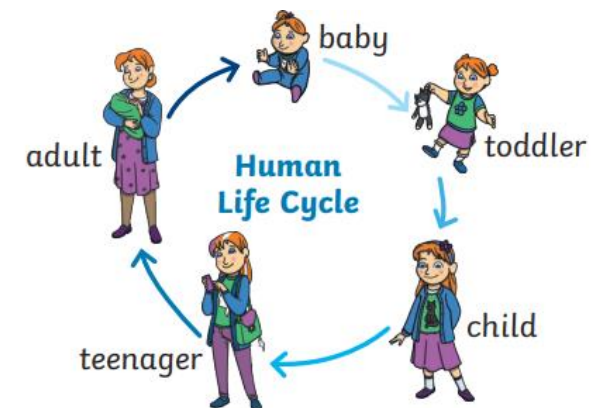 baby
toddler
child
teenager
adult
Human
Life Cycle